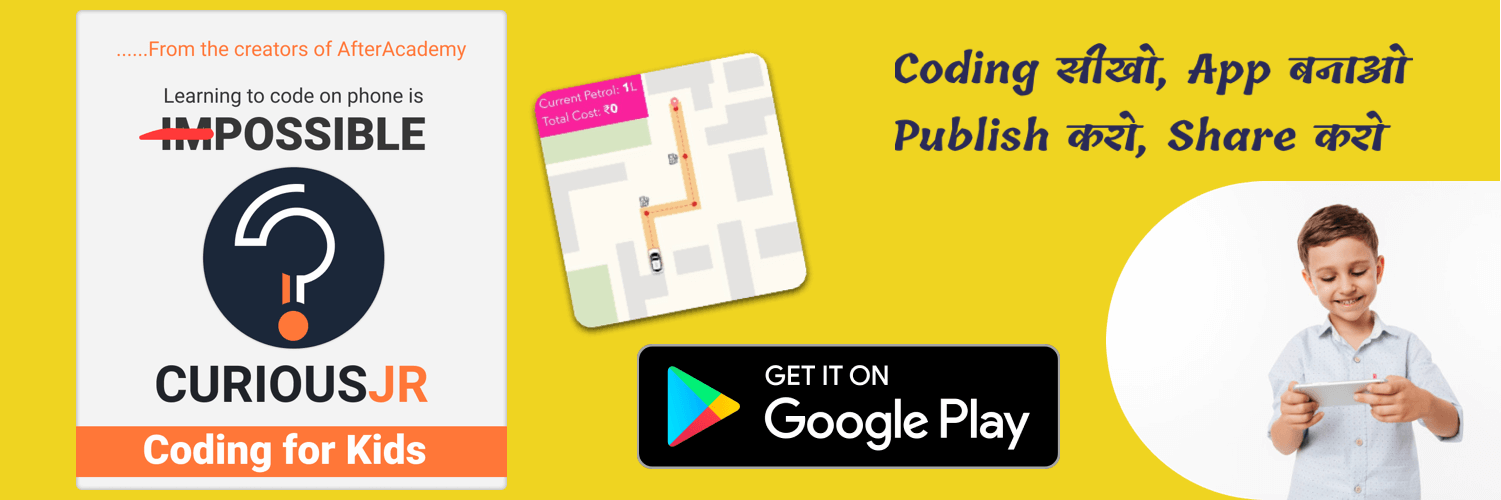 ......From the creators of AfterAcademy
Learning to code on phone is
IMPOSSIBLE
CURIOUSJR
Coding for Kids
Current Petrol: 1L
Total Cost: ₹0
Coding सीखो, App बनाओ
Publish करो, Share करो
GET IT ON
Google Play